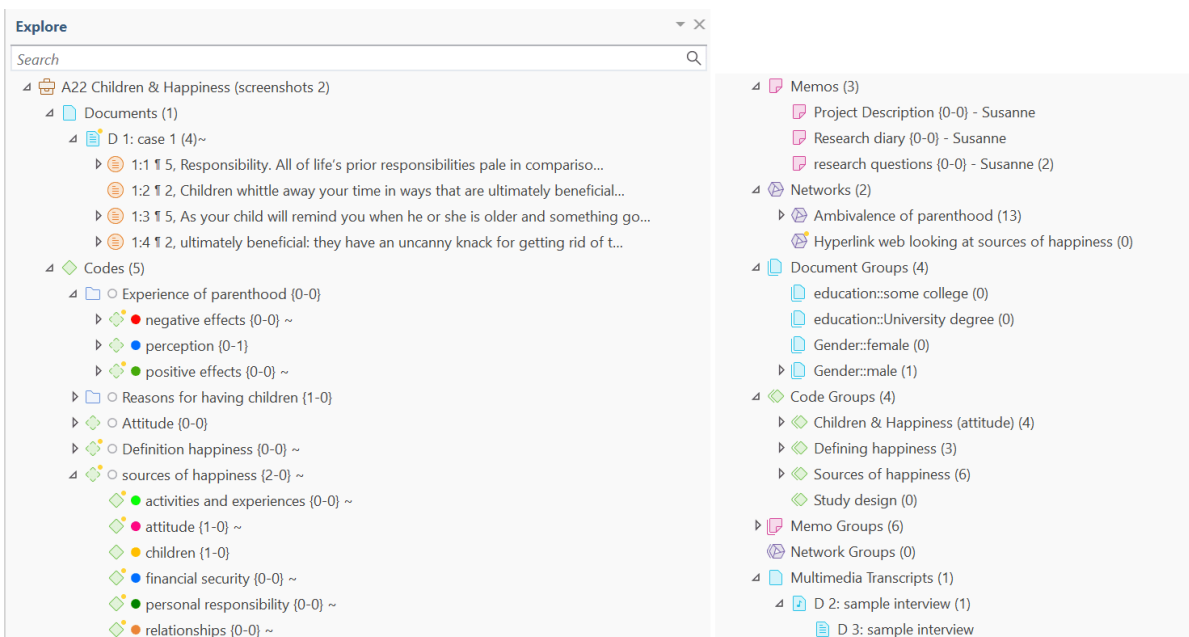 Explore
Search
A22 Children & Happiness (screenshots 2)
Documents (1)
D 1: case 1 (4)~
1:1 ¶ 5, Responsibility. All of life's prior responsibilities pale in compariso...
1:2 ¶ 2, Children whittle away your time in ways that are ultimately beneficial...
1:3 ¶ 5, As your child will remind you when he or she is older and something go...
1:4 ¶ 2, ultimately beneficial: they have an uncanny knack for getting rid of t...
Codes (5)
Experience of parenthood {0-0}
negative effects {0-0} ~
perception {0-1}
positive effects {0-0} ~
Reasons for having children {1-0}
Attitude {0-0}
Definition happiness {0-0} ~
sources of happiness {2-0} ~
activities and experiences {0-0} ~
attitude {1-0} ~
children {1-0}
financial security {0-0} ~
personal responsibility {0-0} ~
relationships {0-0} ~
Memos (3)
Project Description {0-0} - Susanne
Research diary {0-0} - Susanne
research questions {0-0} - Susanne (2)
Networks (2)
Ambivalence of parenthood (13)
Hyperlink web looking at sources of happiness (0)
Document Groups (4)
education::some college (0)
education::University degree (0)
Gender::female (0)
Gender::male (1)
Code Groups (4)
Children & Happiness (attitude) (4)
Defining happiness (3)
Sources of happiness (6)
Study design (0)
Memo Groups (6)
Network Groups (0)
Multimedia Transcripts (1)
D 2: sample interview (1)
D 3: sample interview